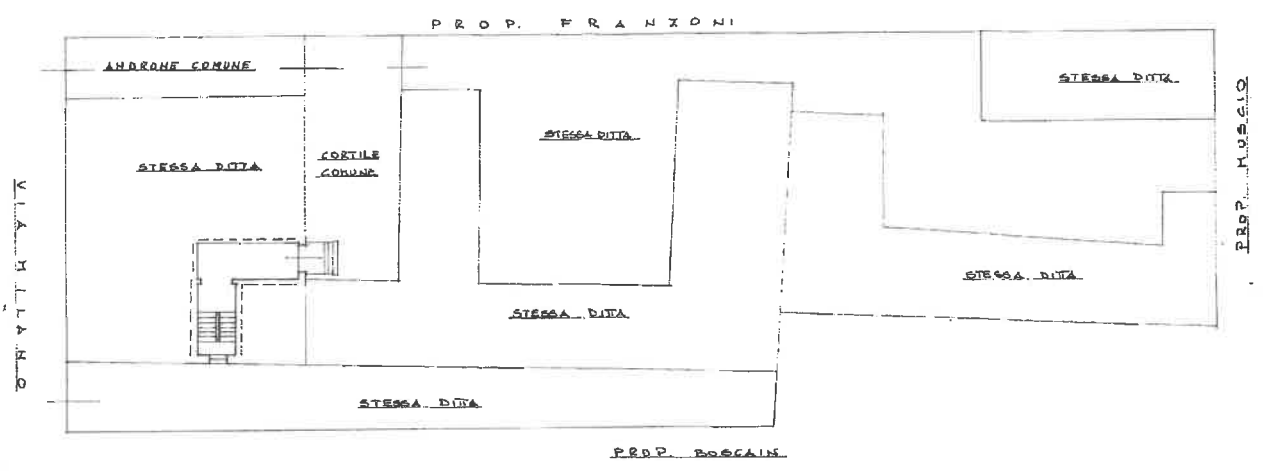 PROP. FRANZONI
ANDRONE COMUNE
STESSA DITTA
PROP. MUSCIO
STESSA DITTA
CORTILE
COMUNE
STESSA DITTA
VIA MILANO
STESSA DITTA
STESSA DITTA
STESSA DITTA
PROP. BOSCAIN